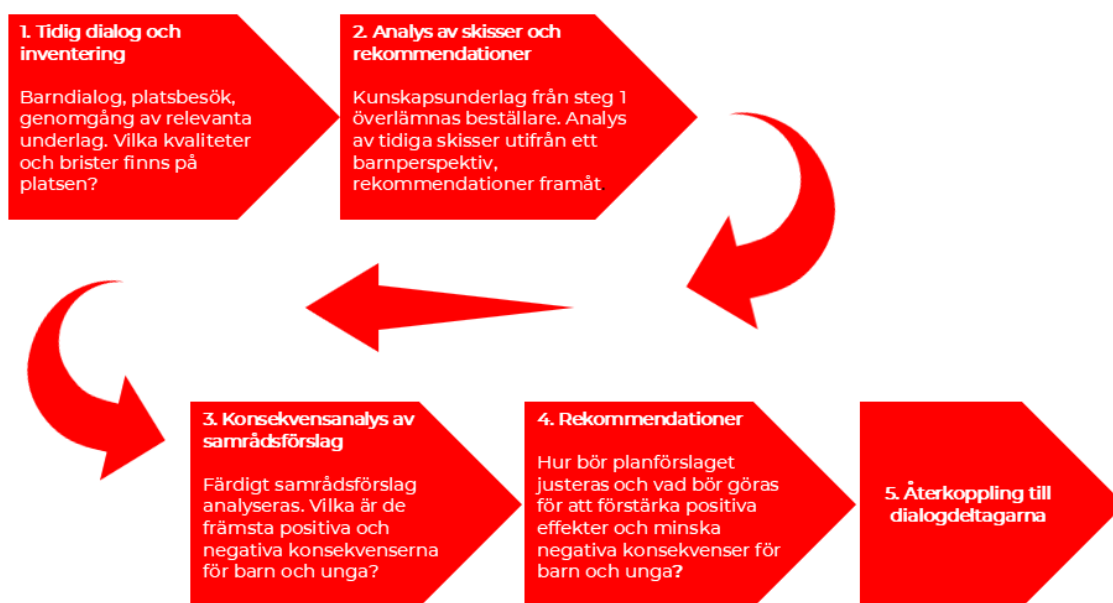 1. Tidig dialog och
inventering
Barndialog, platsbesök,
genomgång av relevanta
underlag. Vilka kvaliteter
och brister finns på
platsen?
2. Analys av skisser och
rekommendationer
Kunskapsunderlag från steg 1
överlämnas beställare. Analys
av tidiga skisser utifrån ett
barnperspektiv,
rekommendationer framåt.
3. Konsekvensanalys av
samrådsförslag
Färdigt samrådsförslag
analyseras. Vilka är de
främsta positiva och
negativa konsekvenserna
för barn och unga?
4. Rekommendationer
Hur bör planförslaget
justeras och vad bör göras
för att förstärka positiva
effekter och minska
negativa konsekvenser för
barn och unga?
5. Återkoppling till
dialogdeltagarna